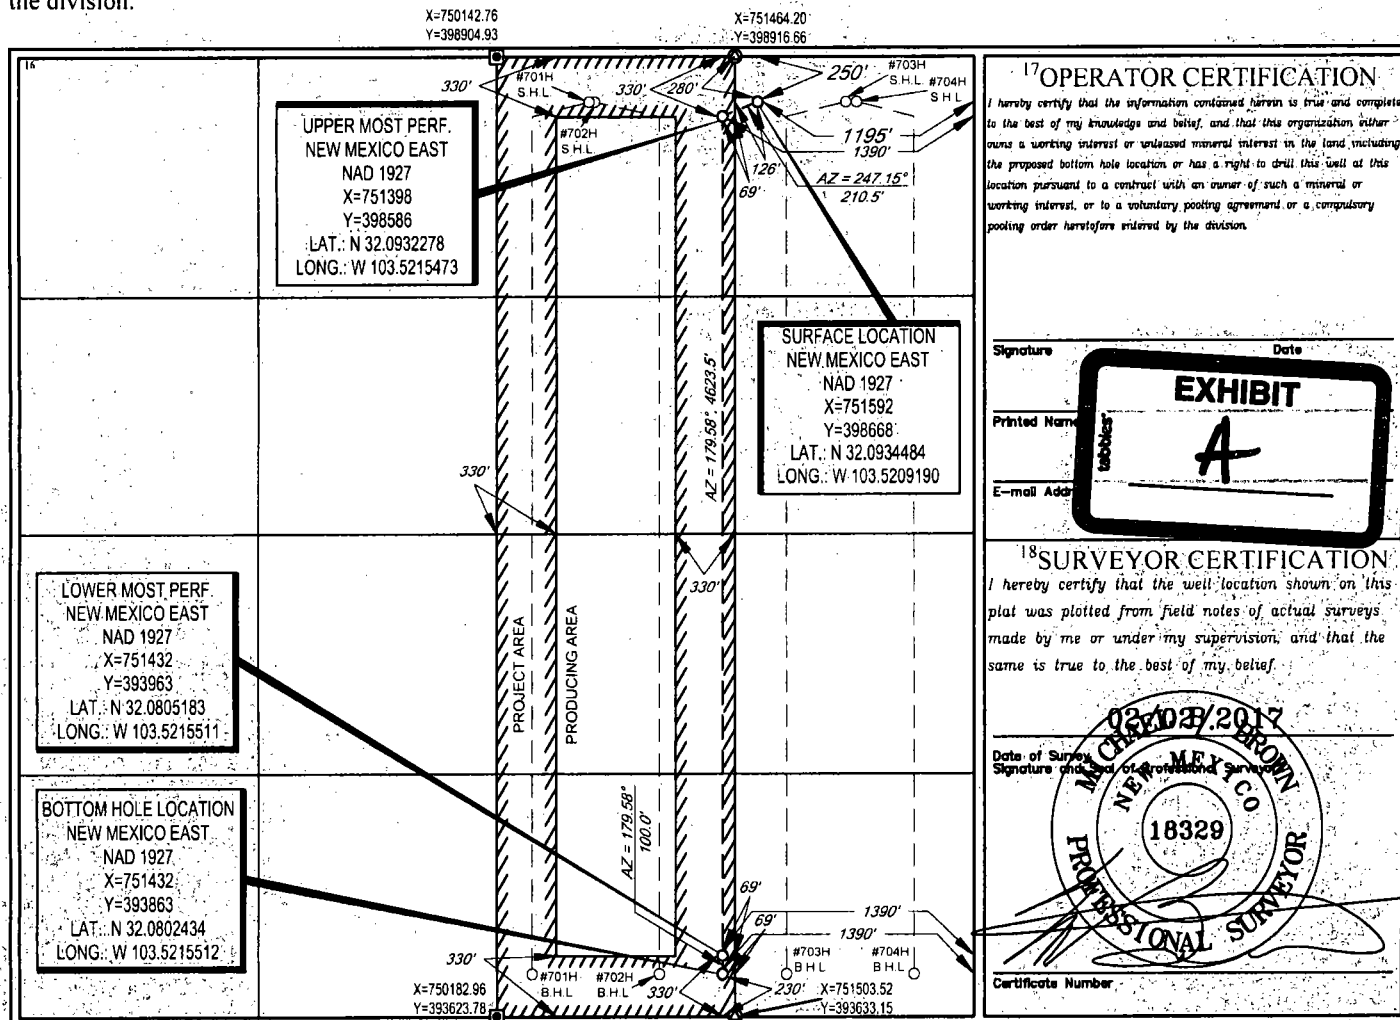 the division.
X=750142.76
Y=398904.93
X=751464.20
Y=398916.66
16
330'
#701H
S.H.L.
330'
280'
250'
#703H
S.H.L.
#704H
S.H.L
#702H
S.H.L.
1195'
1390'
126'
69'
AZ = 247.15°
210.5'
UPPER MOST PERF.
NEW MEXICO EAST
NAD 1927
X=751398
Y=398586
LAT.: N 32.0932278
LONG.: W 103.5215473
SURFACE LOCATION
NEW MEXICO EAST
NAD 1927
X=751592
Y=398668
LAT.: N 32.0934484
LONG.: W 103.5209190
AZ = 179.58° 4623.5'
330'
330'
PROJECT AREA
PRODUCING AREA
LOWER MOST PERF.
NEW MEXICO EAST
NAD 1927
X=751432
Y=393963
LAT.: N 32.0805183
LONG.: W 103.5215511
BOTTOM HOLE LOCATION
NEW MEXICO EAST
NAD 1927
X=751432
Y=393863
LAT.: N 32.0802434
LONG.: W 103.5215512
AZ = 179.58°
100.0'
69'
69'
1390'
1390'
330'
#701H
B.H.L
#702H
B.H.L
330'
230'
#703H
B.H.L
#704H
B.H.L
X=750182.96
Y=393623.78
X=751503.52
Y=393633.15
17 OPERATOR CERTIFICATION
I hereby certify that the information contained herein is true and complete
to the best of my knowledge and belief, and that this organization either
owns a working interest or unleased mineral interest in the land including
the proposed bottom hole location or has a right to drill this well at this
location pursuant to a contract with an owner of such a mineral or
working interest, or to a voluntary pooling agreement or a compulsory
pooling order heretofore entered by the division.
Signature Date
Printed Name
E-mail Addr
EXHIBIT
tabbies'
A
18 SURVEYOR CERTIFICATION
I hereby certify that the well location shown on this
plat was plotted from field notes of actual surveys
made by me or under my supervision, and that the
same is true to the best of my belief.
02/02/2017
Date of Survey
Signature and Seal of Professional Surveyor
MICHAEL B. BROWN
NEW MEXICO
18329
PROFESSIONAL SURVEYOR
Certificate Number